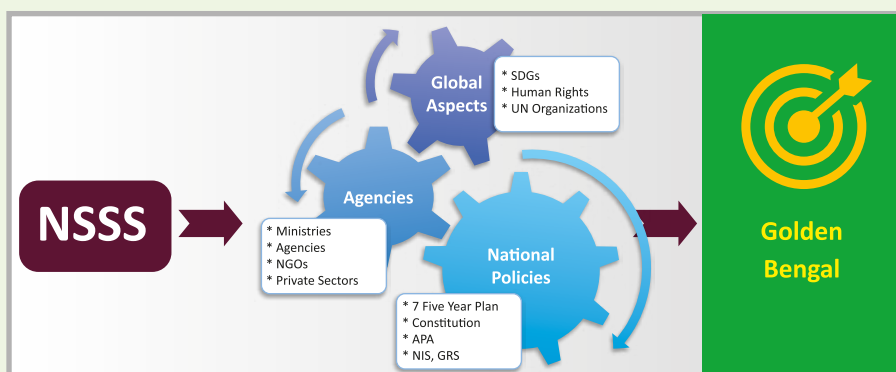 NSSS
Global
Aspects
* SDGs
* Human Rights
* UN Organizations
Agencies
* Ministries
* Agencies
* NGOs
* Private Sectors
National
Policies
* 7 Five Year Plan
* Constitution
* APA
* NIS, GRS
Golden
Bengal